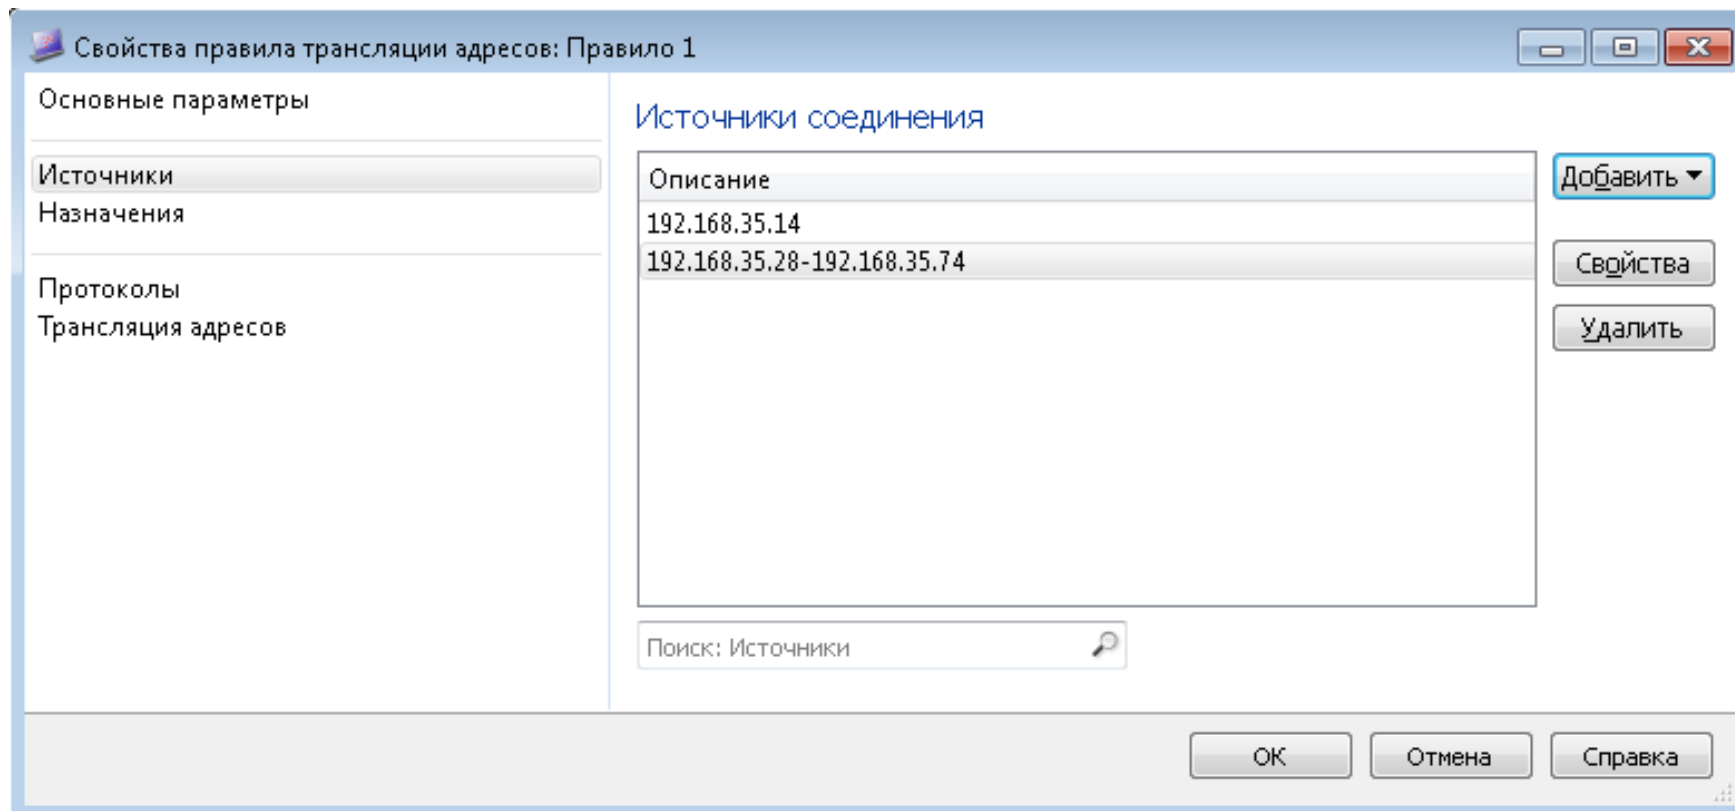 Свойства правила трансляции адресов: Правило 1
Основные параметры
Источники
Назначения
Протоколы
Трансляция адресов
Источники соединения
Описание
192.168.35.14
192.168.35.28-192.168.35.74
Добавить
Свойства
Удалить
Поиск: Источники
ОК
Отмена
Справка